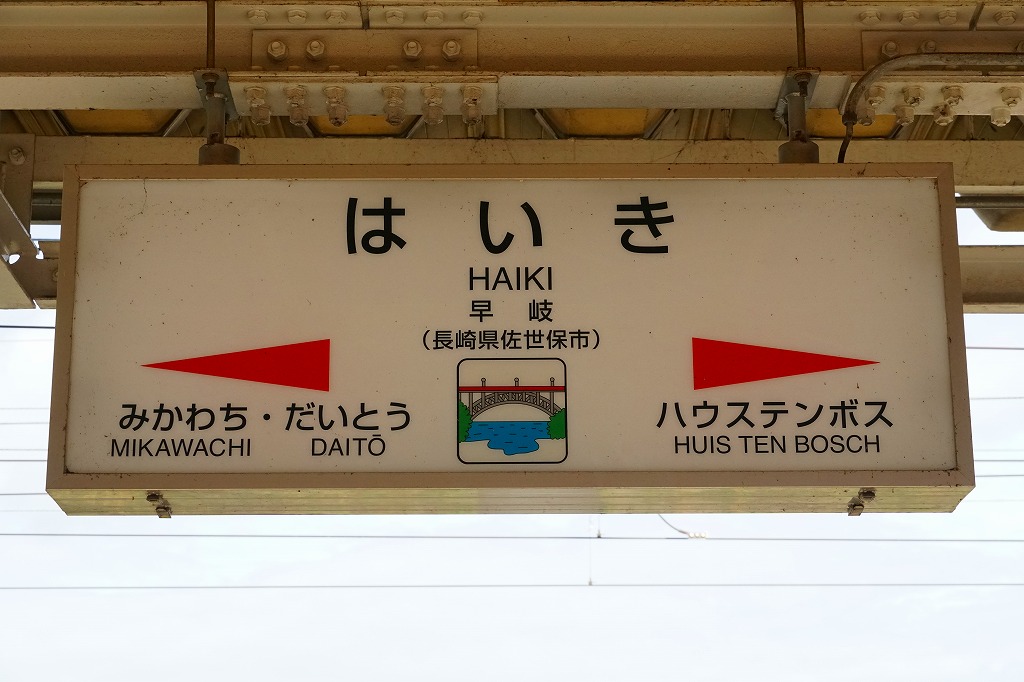 はいき
HAIKI
早岐
（長崎県佐世保市）
みかわち・だいとう
MIKAWACHI DAITŌ
ハウステンボス
HUIS TEN BOSCH